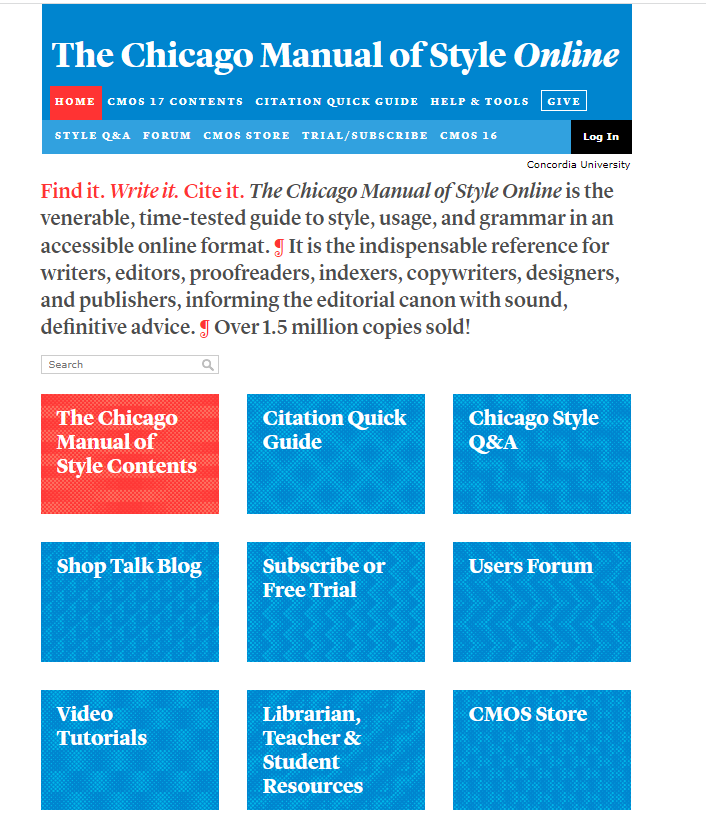 The Chicago Manual of Style Online
HOME CMOS 17 CONTENTS CITATION QUICK GUIDE HELP & TOOLS GIVE
STYLE Q&A FORUM CMOS STORE TRIAL/SUBSCRIBE CMOS 16 Log In
Concordia University
Find it. Write it. Cite it. The Chicago Manual of Style Online is the
venerable, time-tested guide to style, usage, and grammar in an
accessible online format. ¶ It is the indispensable reference for
writers, editors, proofreaders, indexers, copywriters, designers,
and publishers, informing the editorial canon with sound,
definitive advice. ¶ Over 1.5 million copies sold!
Search
The Chicago
Manual of
Style Contents
Citation Quick
Guide
Chicago Style
Q&A
Shop Talk Blog
Subscribe or
Free Trial
Users Forum
Video
Tutorials
Librarian,
Teacher &
Student
Resources
CMOS Store